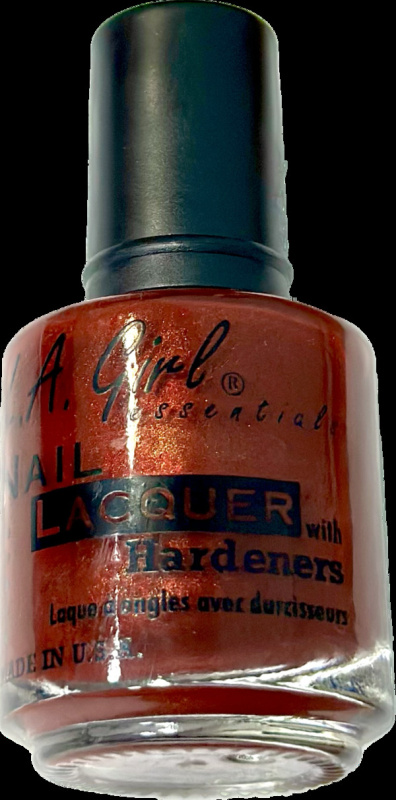 L.A. Girl®
essentials
NAIL
LACQUER with
Hardeners
Laque à ongles avec durcisseurs
MADE IN U.S.A.